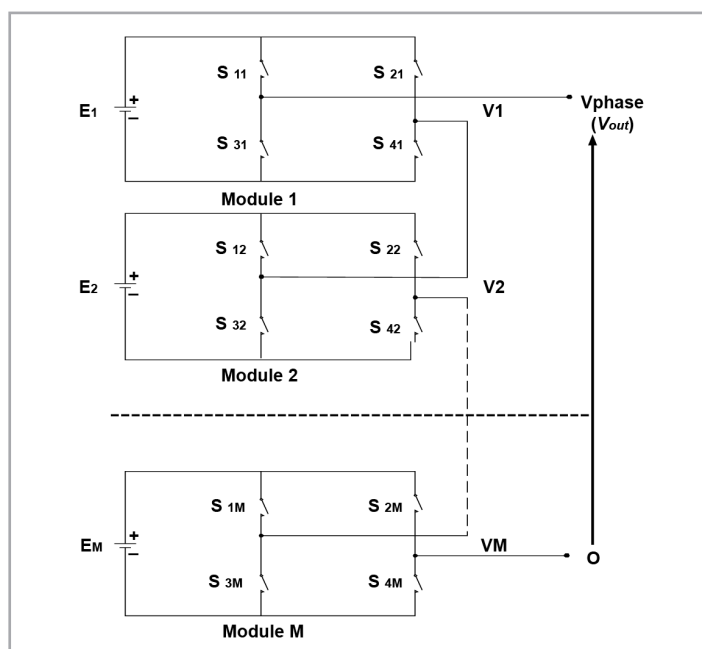 S 11
S 21
E1
+
−
V1
Vphase
(Vout)
S 31
S 41
Module 1
S 12
S 22
E2
+
−
V2
S 32
S 42
Module 2
S 1M
S 2M
EM
+
−
VM
O
S 3M
S 4M
Module M